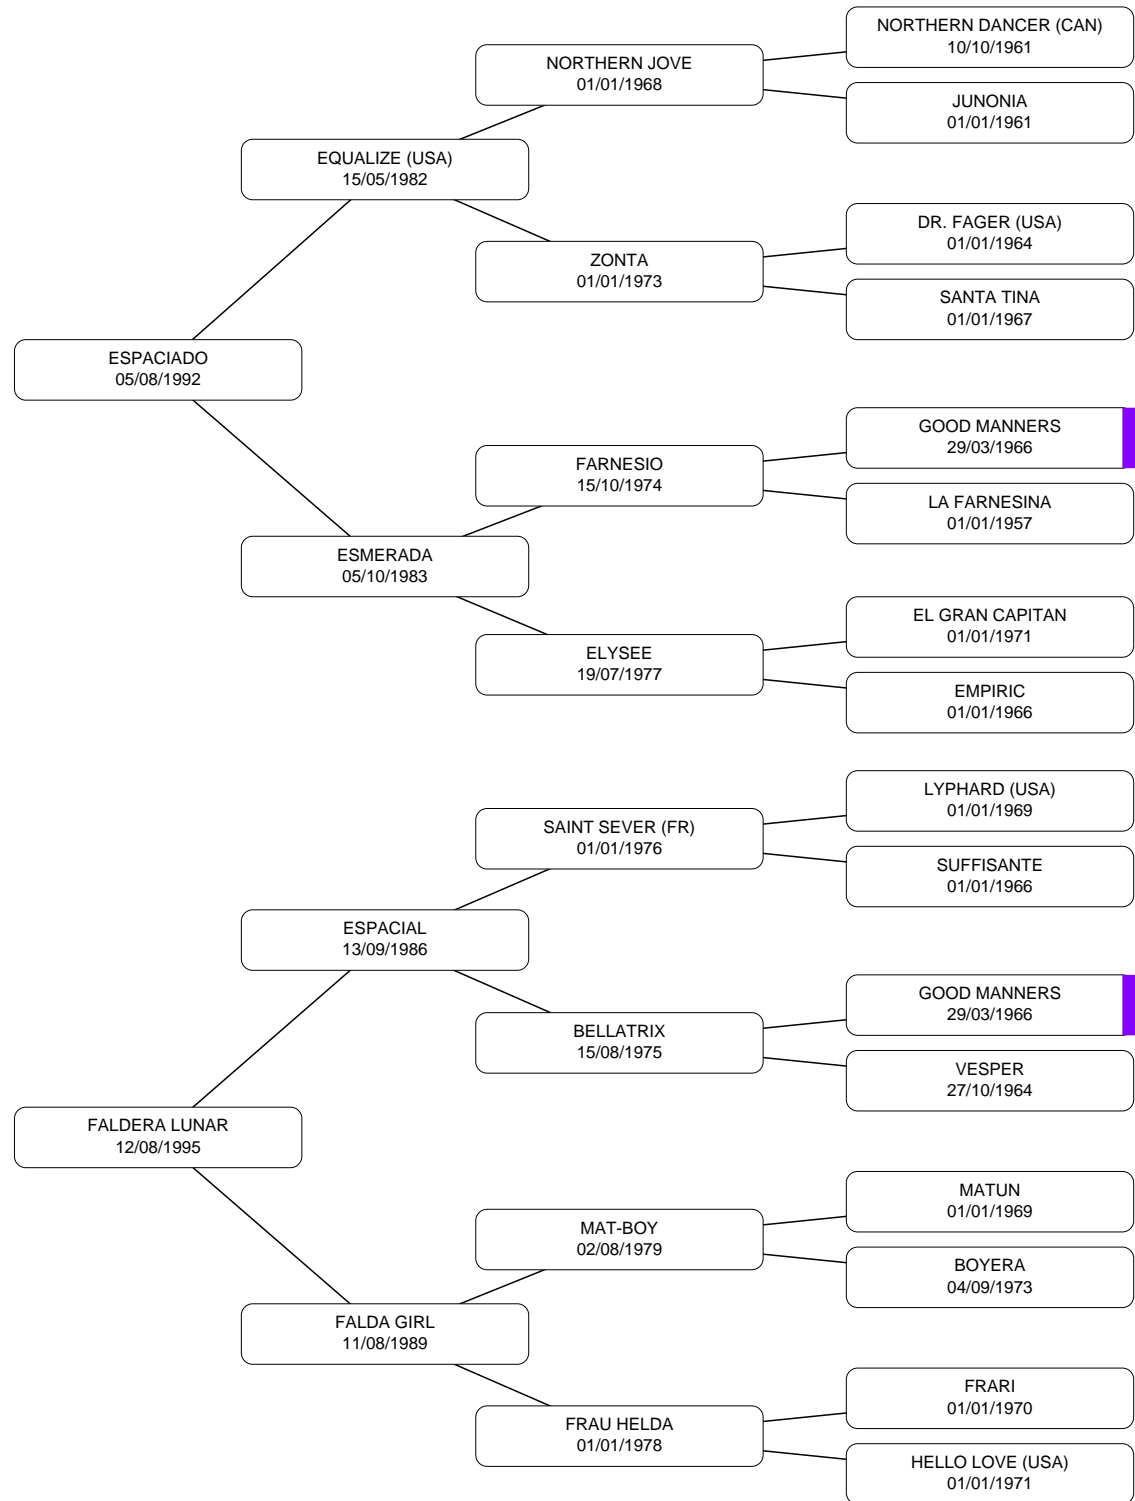 NORTHERN DANCER (CAN)
10/10/1961
NORTHERN JOVE
01/01/1968
JUNONIA
01/01/1961
EQUALIZE (USA)
15/05/1982
DR. FAGER (USA)
01/01/1964
ZONTA
01/01/1973
SANTA TINA
01/01/1967
ESPACIADO
05/08/1992
GOOD MANNERS
29/03/1966
FARNESIO
15/10/1974
LA FARNESINA
01/01/1957
ESMERADA
05/10/1983
EL GRAN CAPITAN
01/01/1971
ELYSEE
19/07/1977
EMPIRIC
01/01/1966
LYPHARD (USA)
01/01/1969
SAINT SEVER (FR)
01/01/1976
SUFFISANTE
01/01/1966
ESPACIAL
13/09/1986
GOOD MANNERS
29/03/1966
BELLATRIX
15/08/1975
VESPER
27/10/1964
FALDERA LUNAR
12/08/1995
MATUN
01/01/1969
MAT-BOY
02/08/1979
BOYERA
04/09/1973
FALDA GIRL
11/08/1989
FRARI
01/01/1970
FRAU HELDA
01/01/1978
HELLO LOVE (USA)
01/01/1971